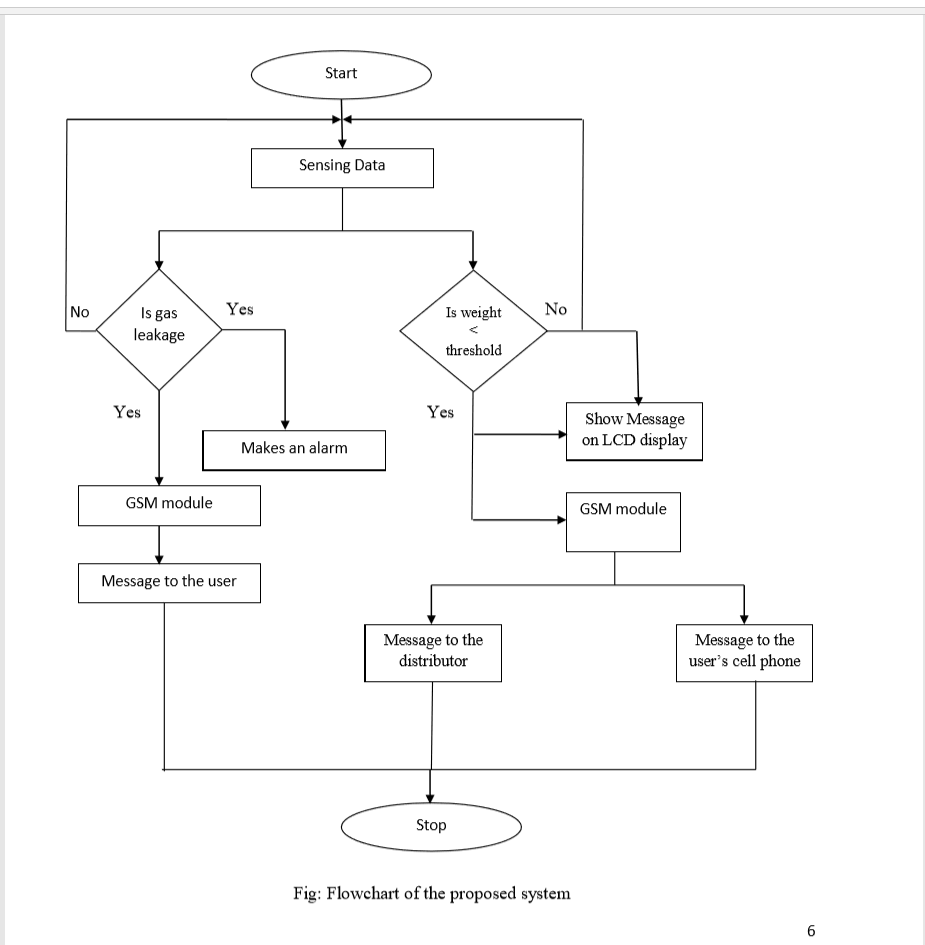 Start
Sensing Data
No
Is gas
leakage
Yes
Is weight
<
threshold
No
Yes
Yes
Makes an alarm
Show Message
on LCD display
GSM module
GSM module
Message to the user
Message to the
distributor
Message to the
user's cell phone
Stop
Fig: Flowchart of the proposed system
6